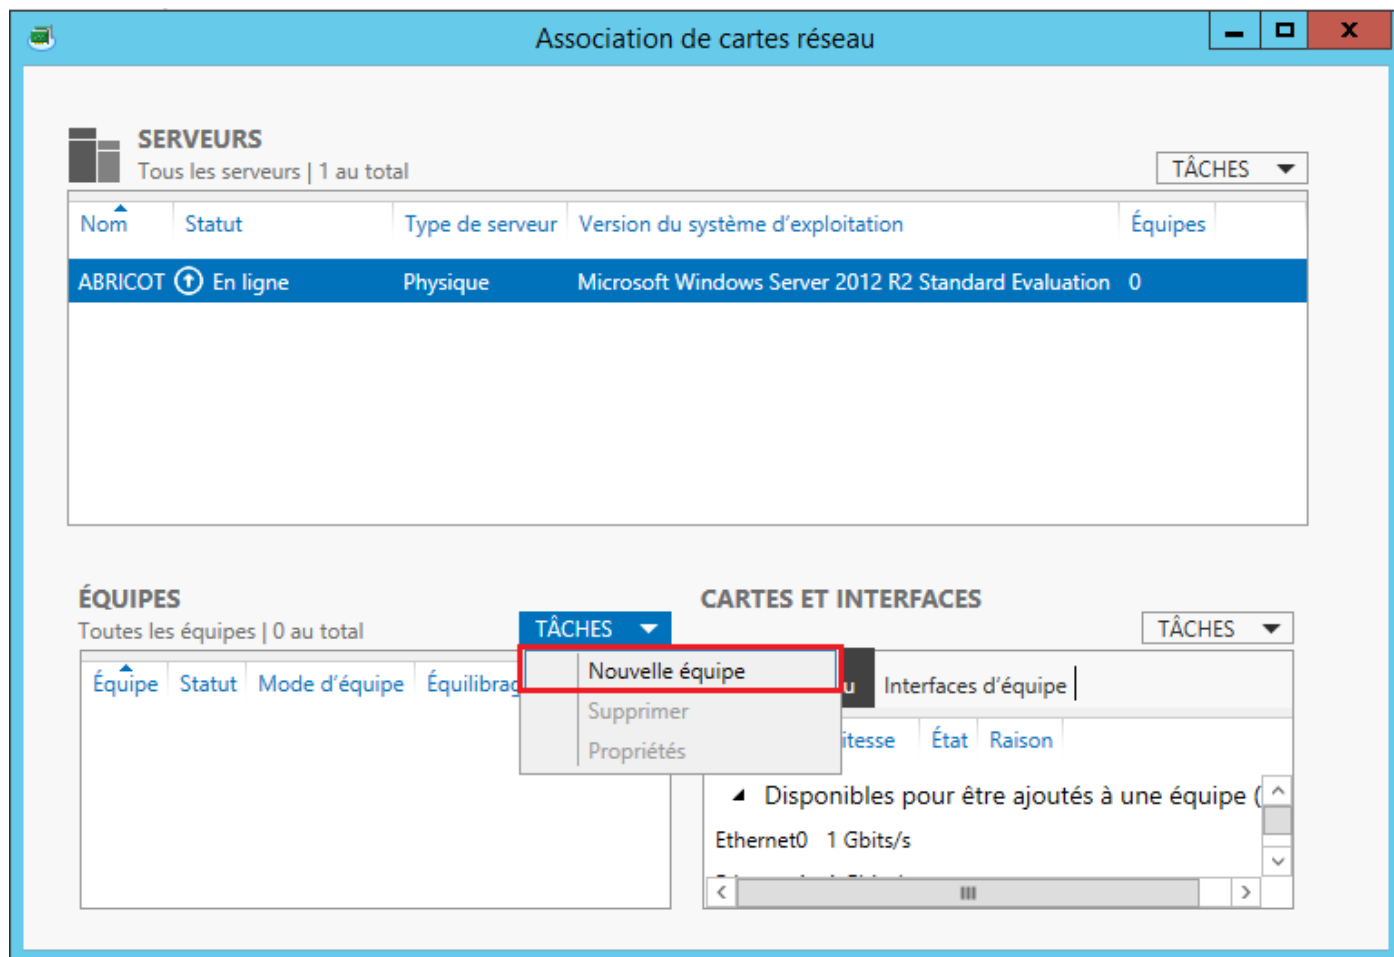 Association de cartes réseau
SERVEURS
Tous les serveurs | 1 au total
TÂCHES
Nom Statut Type de serveur Version du système d'exploitation Équipes
ABRICOT En ligne Physique Microsoft Windows Server 2012 R2 Standard Evaluation 0
ÉQUIPES
Toutes les équipes | 0 au total
TÂCHES
Équipe Statut Mode d'équipe
Nouvelle équipe
Supprimer
Propriétés
CARTES ET INTERFACES
TÂCHES
Interfaces d'équipe
État Raison
Disponibles pour être ajoutés à une équipe (
Ethernet0 1 Gbits/s